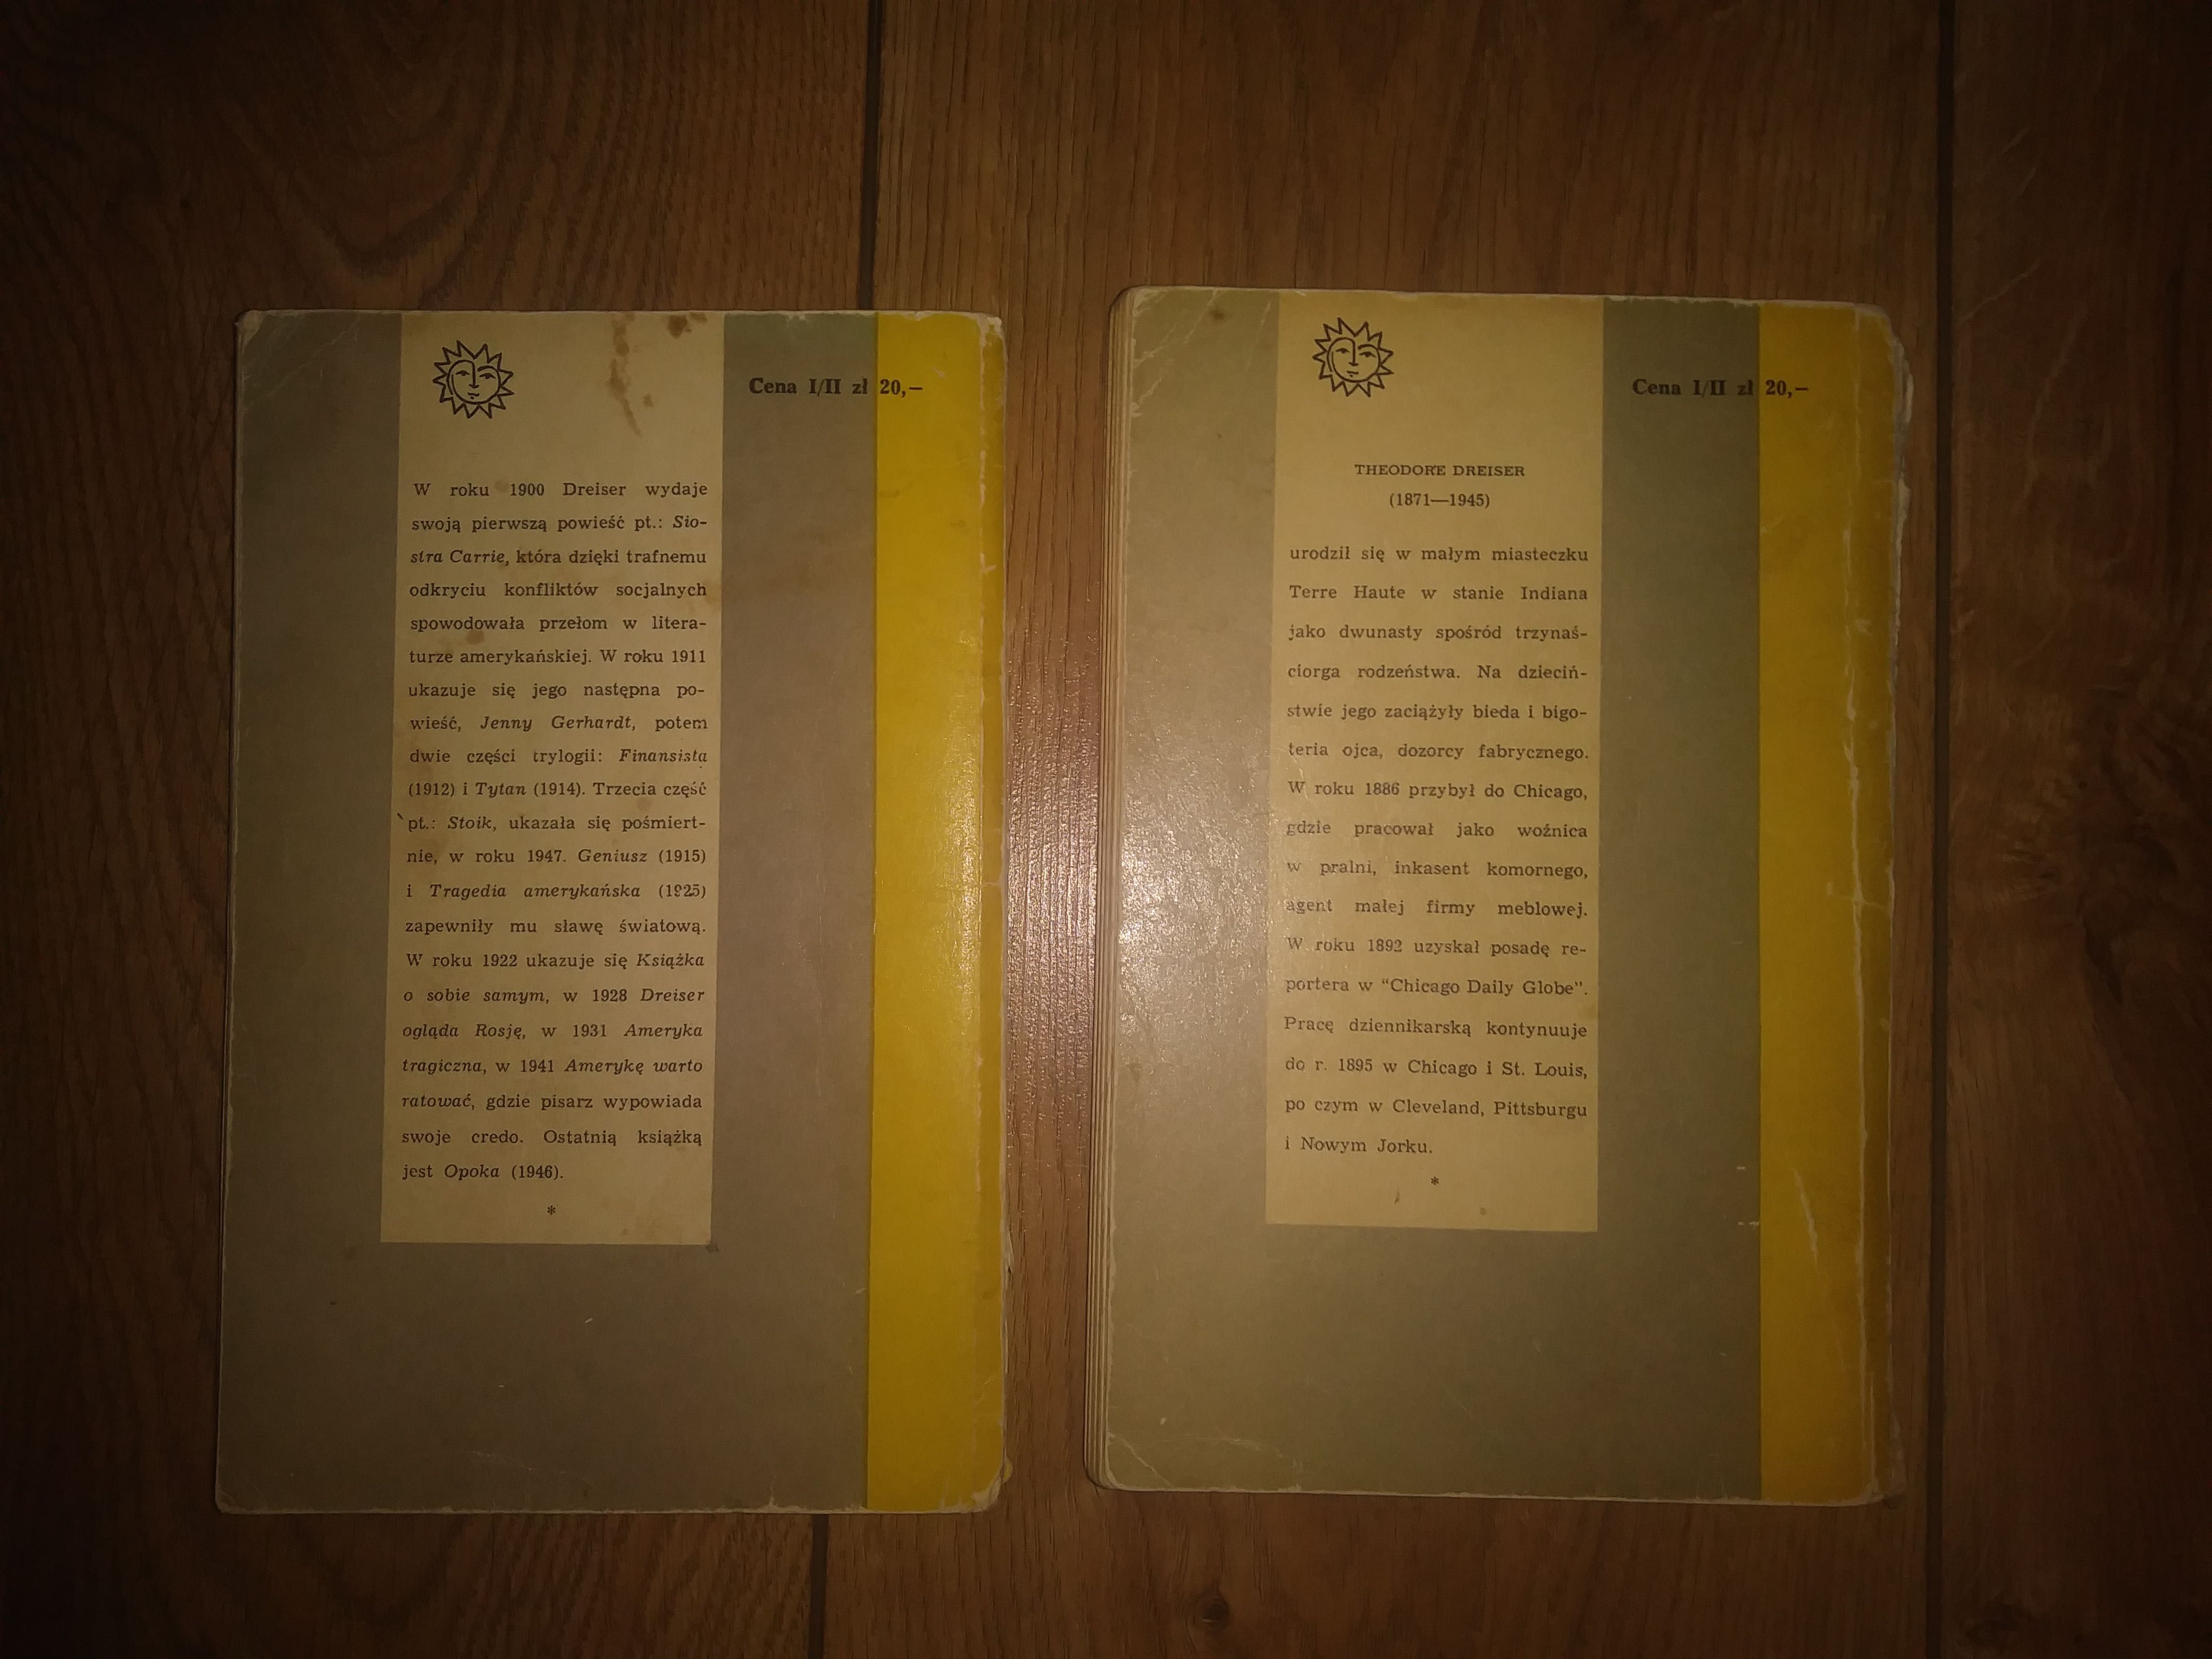 Cena I/II zł 20,—
W roku 1900 Dreiser wydaje
swoją pierwszą powieść pt.: Sio-
stra Carrie, która dzięki trafnemu
odkryciu konfliktów socjalnych
spowodowała przełom w litera-
turze amerykańskiej. W roku 1911
ukazuje się jego następna po-
wieść, Jenny Gerhardt, potem
dwie części trylogii: Finansista
(1912) i Tytan (1914). Trzecia część
pt.: Stoik, ukazała się pośmiert-
nie, w roku 1947. Geniusz (1915)
i Tragedia amerykańska (1925)
zapewniły mu sławę światową.
W roku 1922 ukazuje się Książka
o sobie samym, w 1928 Dreiser
ogląda Rosję, w 1931 Ameryka
tragiczna, w 1941 Amerykę warto
ratować, gdzie pisarz wypowiada
swoje credo. Ostatnią książką
jest Opoka (1946).
*
Cena I/II zł 20,—
THEODORE DREISER
(1871—1945)
urodził się w małym miasteczku
Terre Haute w stanie Indiana
jako dwunasty spośród trzynaś-
ciorga rodzeństwa. Na dzieciń-
stwie jego zaciążyły bieda i bigo-
teria ojca, dozorcy fabrycznego.
W roku 1886 przybył do Chicago,
gdzie pracował jako woźnica
w pralni, inkasent komornego,
agent małej firmy meblowej.
W roku 1892 uzyskał posadę re-
portera w “Chicago Daily Globe”.
Pracę dziennikarską kontynuuje
do r. 1895 w Chicago i St. Louis,
po czym w Cleveland, Pittsburgu
i Nowym Jorku.
*